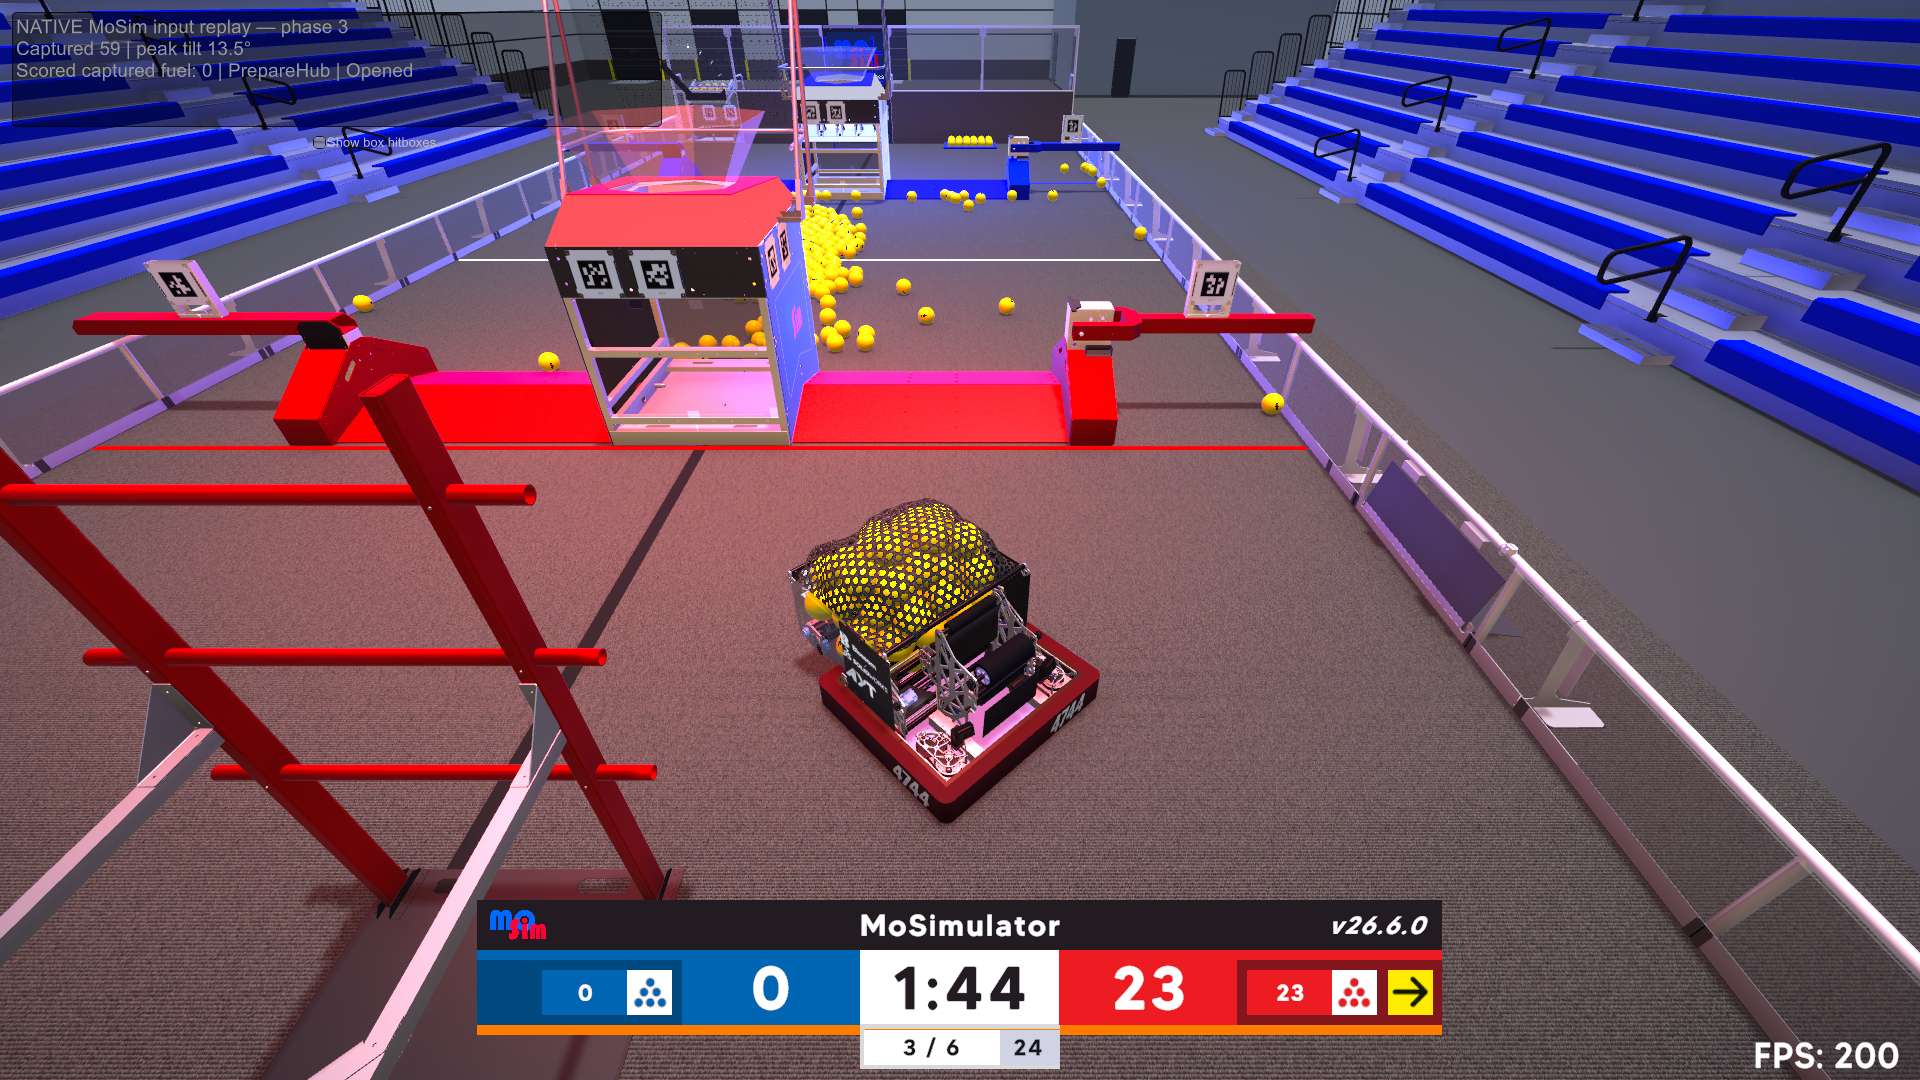 NATIVE MoSim input replay — phase 3
Captured 59 | peak tilt 13.5°
Scored captured fuel: 0 | PrepareHub | Opened
Show box hitboxes
4744
4744
moSim
MoSimulator
v26.6.0
0
0
1:44
23
23
3 / 6
24
FPS: 200